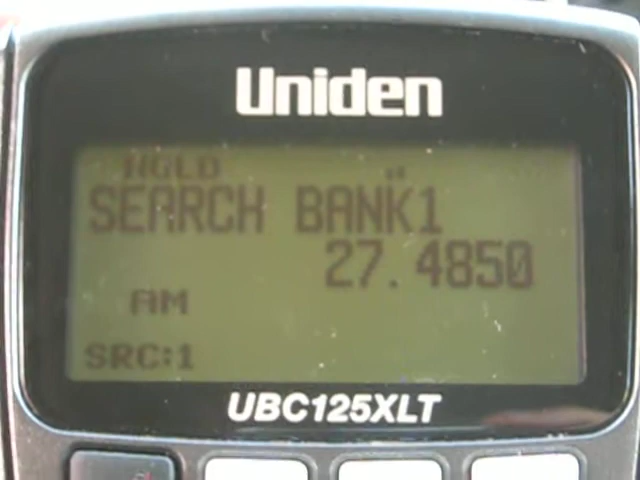 Uniden
HOLD
SEARCH BANK1
27.4850
AM
SRC:1
UBC125XLT